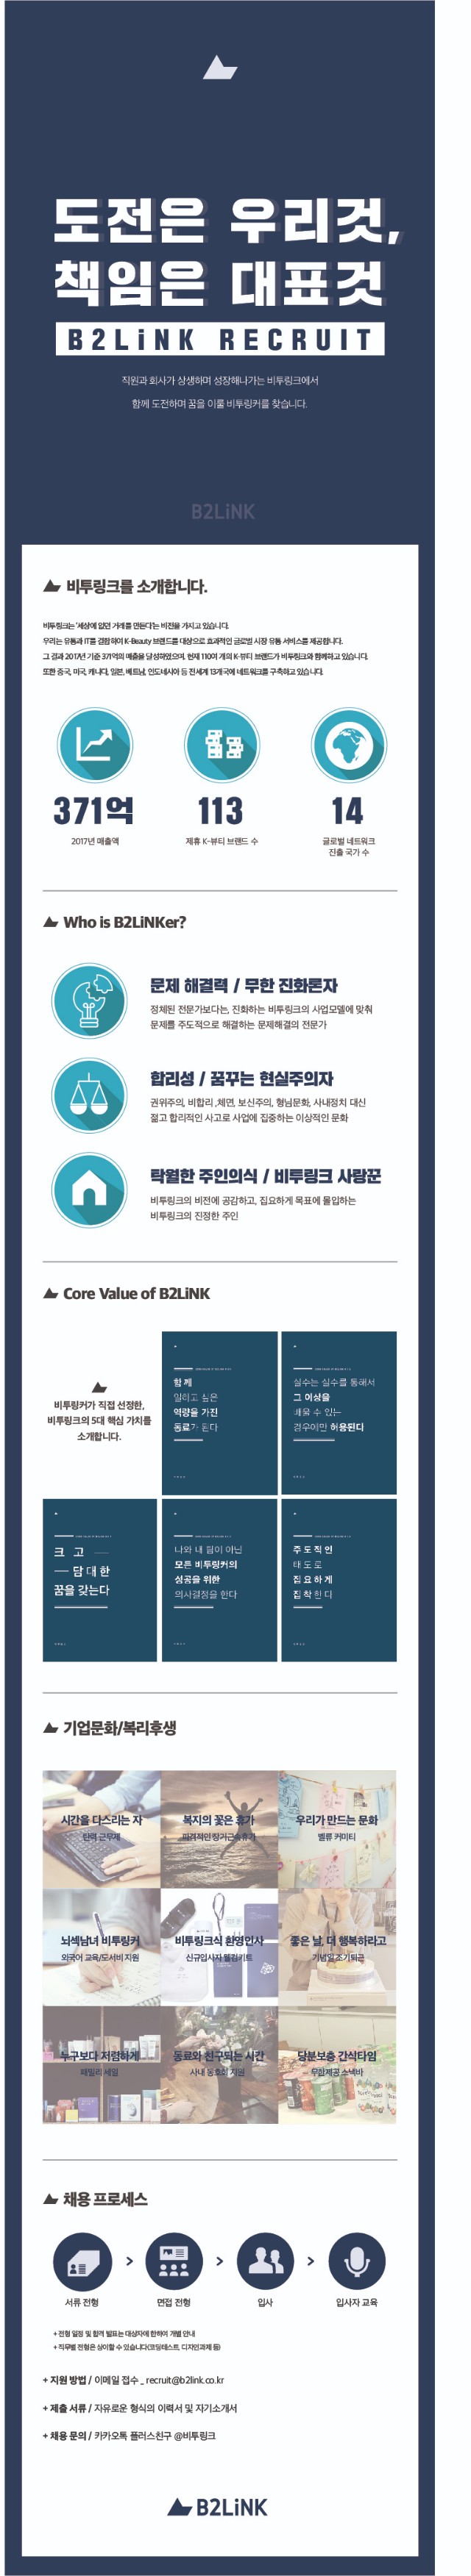 도전은 우리것,
책임은 대표것
B2LiNK RECRUIT
직원과 회사가 상생하며 성장해나가는 비투링크에서
함께 도전하며 꿈을 이룰 비투링커를 찾습니다.
B2LiNK
비투링크를 소개합니다.
비투링크는 '세상에 없던 거래를 만든다'는 비전을 가지고 있습니다.
우리는 유통과 IT를 결합하여 K-Beauty 브랜드를 대상으로 효과적인 글로벌 시장 유통 서비스를 제공합니다.
그 결과 2017년 기준 371억의 매출을 달성하였으며, 현재 110여 개의 K-뷰티 브랜드가 비투링크와 함께하고 있습니다.
또한 중국, 미국, 캐나다, 일본, 베트남, 인도네시아 등 전세계 13개국에 네트워크를 구축하고 있습니다.
371억
113
14
2017년 매출액
제휴 K-뷰티 브랜드 수
글로벌 네트워크
진출 국가 수
Who is B2LiNKer?
문제 해결력 / 무한 진화론자
정체된 전문가보다는, 진화하는 비투링크의 사업모델에 맞춰
문제를 주도적으로 해결하는 문제해결의 전문가
합리성 / 꿈꾸는 현실주의자
권위주의, 비합리 ,체면, 보신주의, 형님문화, 사내정치 대신
젊고 합리적인 사고로 사업에 집중하는 이상적인 문화
탁월한 주인의식 / 비투링크 사랑꾼
비투링크의 비전에 공감하고, 집요하게 목표에 몰입하는
비투링크의 진정한 주인
Core Value of B2LiNK
비투링커가 직접 선정한,
비투링크의 5대 핵심 가치를
소개합니다.
함께
일하고 싶은
역량을 가진
동료가 된다
실수는 실수를 통해서
그 이상을
배울 수 있는
경우에만 허용된다
크 고
담 대 한
꿈을 갖는다
나와 내 팀이 아닌
모든 비투링커의
성공을 위한
의사결정을 한다
주 도 적 인
태 도 로
집 요 하 게
집 착 한 다
기업문화/복리후생
시간을 다스리는 자
탄력 근무제
복지의 꽃은 휴가
파격적인 장기근속휴가
우리가 만드는 문화
밸류 커미티
뇌섹남녀 비투링커
외국어 교육/도서비 지원
비투링크식 환영인사
신규입사자 웰컴키트
좋은 날, 더 행복하라고
기념일 조기퇴근
누구보다 저렴하게
패밀리 세일
동료와 친구되는 시간
사내 동호회 지원
당분보충 간식타임
무한제공 스낵바
채용 프로세스
서류 전형
>
면접 전형
>
입사
>
입사자 교육
+ 전형 일정 및 합격 발표는 대상자에 한하여 개별 안내
+ 직무별 전형은 상이할 수 있습니다(코딩테스트, 디자인과제 등)
+ 지원 방법 / 이메일 접수 _ recruit@b2link.co.kr
+ 제출 서류 / 자유로운 형식의 이력서 및 자기소개서
+ 채용 문의 / 카카오톡 플러스친구 @비투링크
B2LiNK